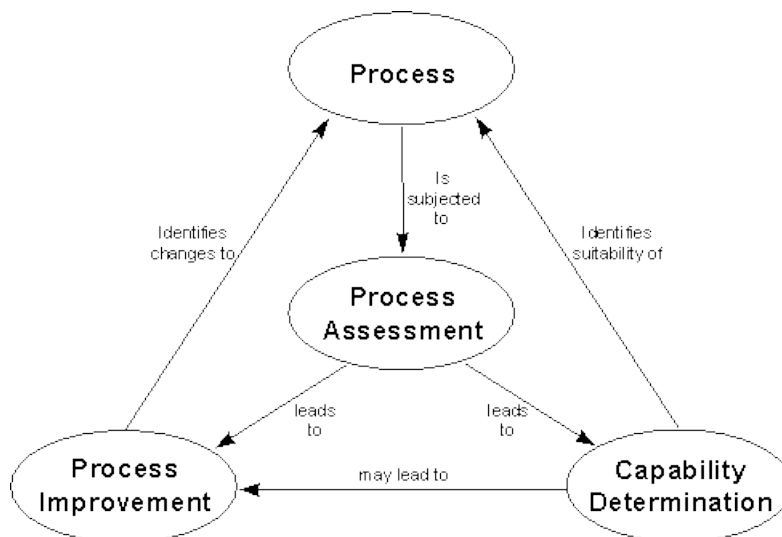 Process
Is
subjected
to
Identifies
changes to
Identifies
suitability of
Process
Assessment
leads
to
leads
to
Process
Improvement
may lead to
Capability
Determination